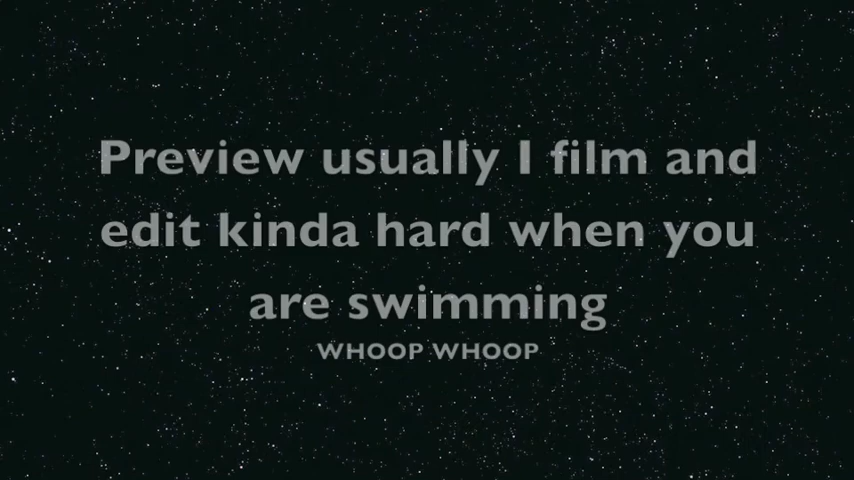 Preview usually I film and
edit kinda hard when you
are swimming
WHOOP WHOOP